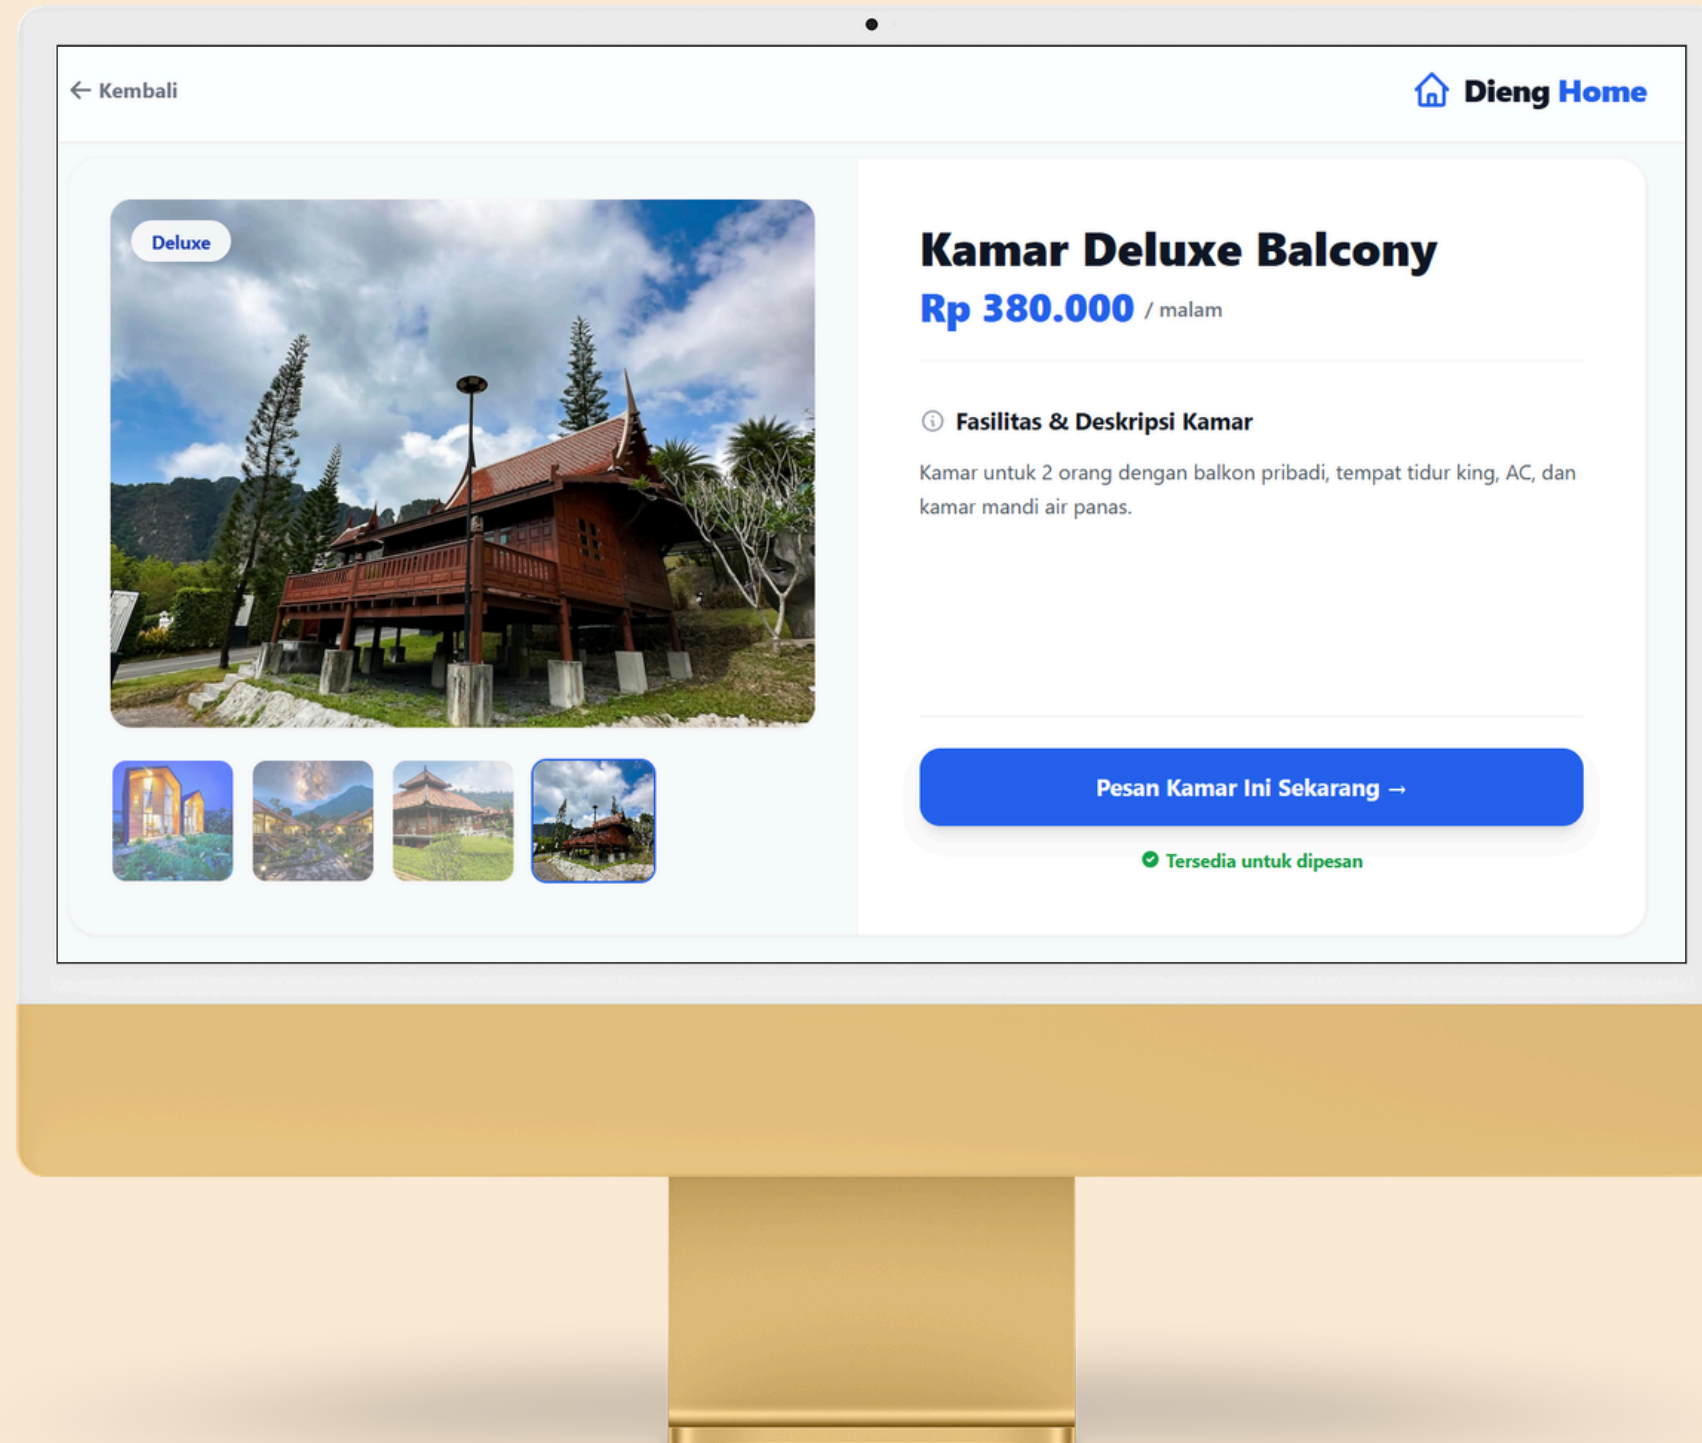 ← Kembali
Dieng Home
Deluxe
Kamar Deluxe Balcony
Rp 380.000 / malam
Fasilitas & Deskripsi Kamar
Kamar untuk 2 orang dengan balkon pribadi, tempat tidur king, AC, dan
kamar mandi air panas.
Pesan Kamar Ini Sekarang →
Tersedia untuk dipesan